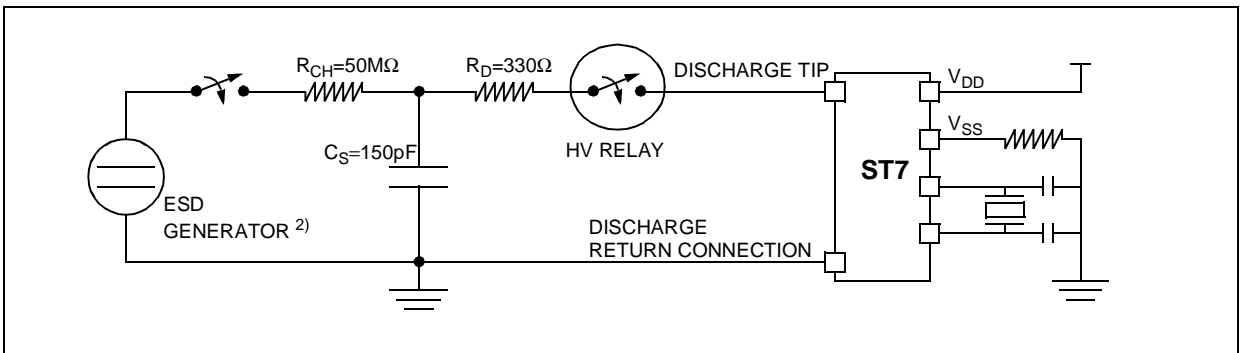 R_CH=50MΩ
R_D=330Ω
DISCHARGE TIP
V_DD
V_SS
C_S=150pF
HV RELAY
ST7
ESD
GENERATOR 2)
DISCHARGE
RETURN CONNECTION